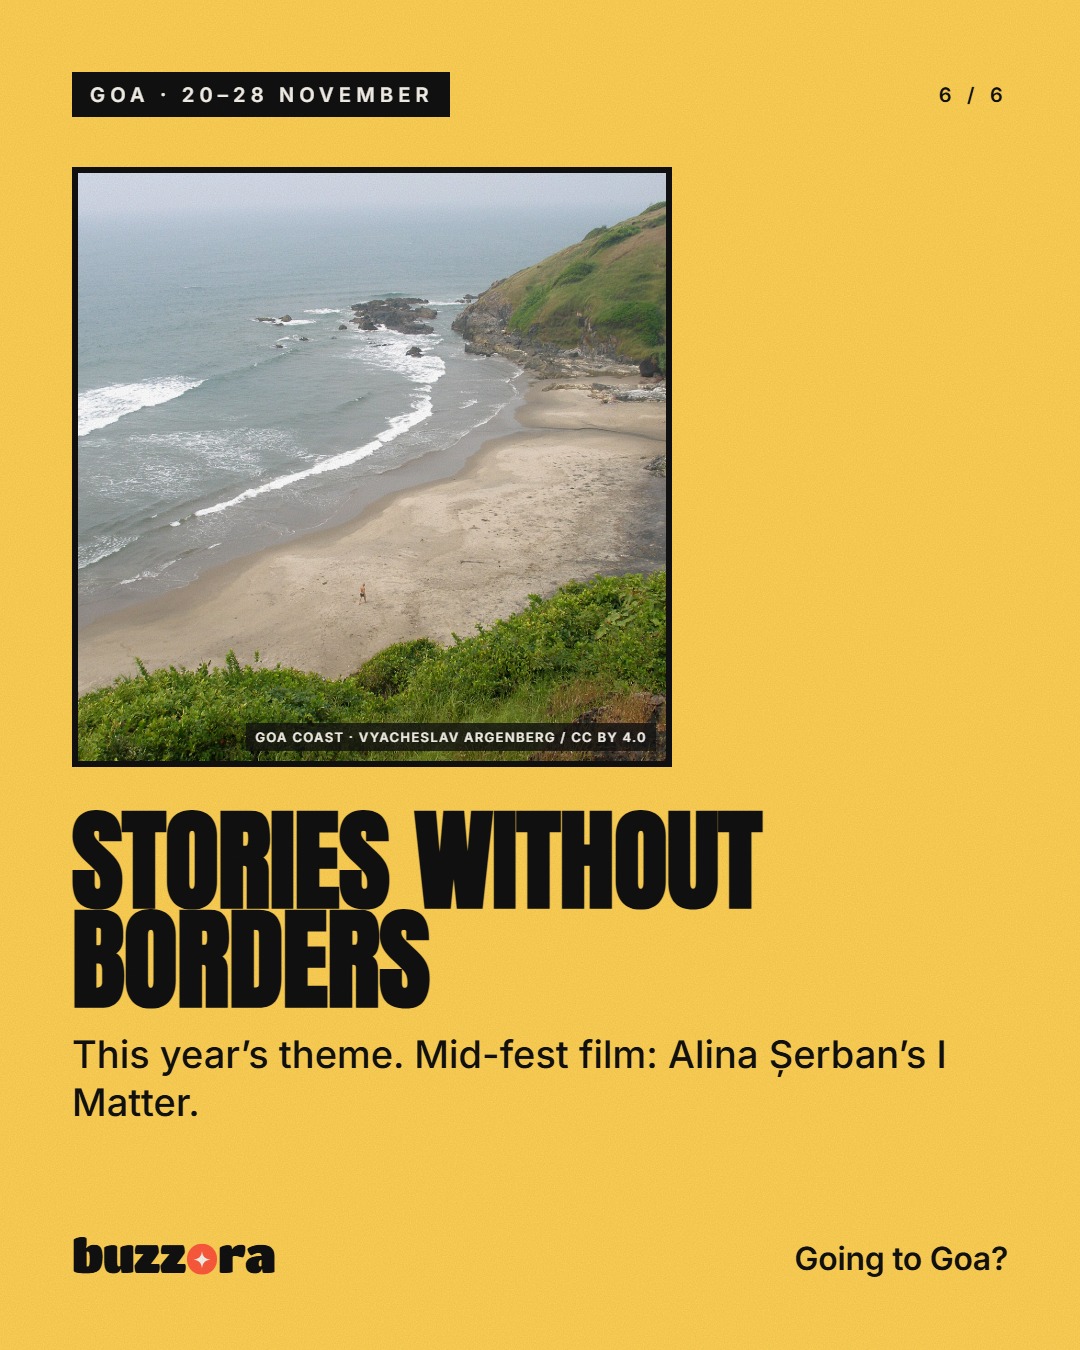 GOA · 20–28 NOVEMBER
6 / 6
GOA COAST · VYACHESLAV ARGENBERG / CC BY 4.0
STORIES WITHOUT
BORDERS
This year’s theme. Mid-fest film: Alina Șerban’s I
Matter.
buzzora
Going to Goa?